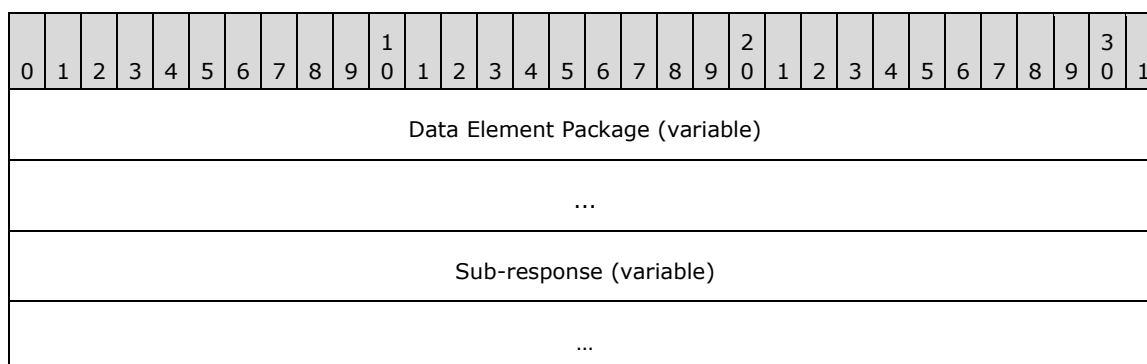 1 2 3
0 1 2 3 4 5 6 7 8 9 0 1 2 3 4 5 6 7 8 9 0 1 2 3 4 5 6 7 8 9 0 1
Data Element Package (variable)
...
Sub-response (variable)
...